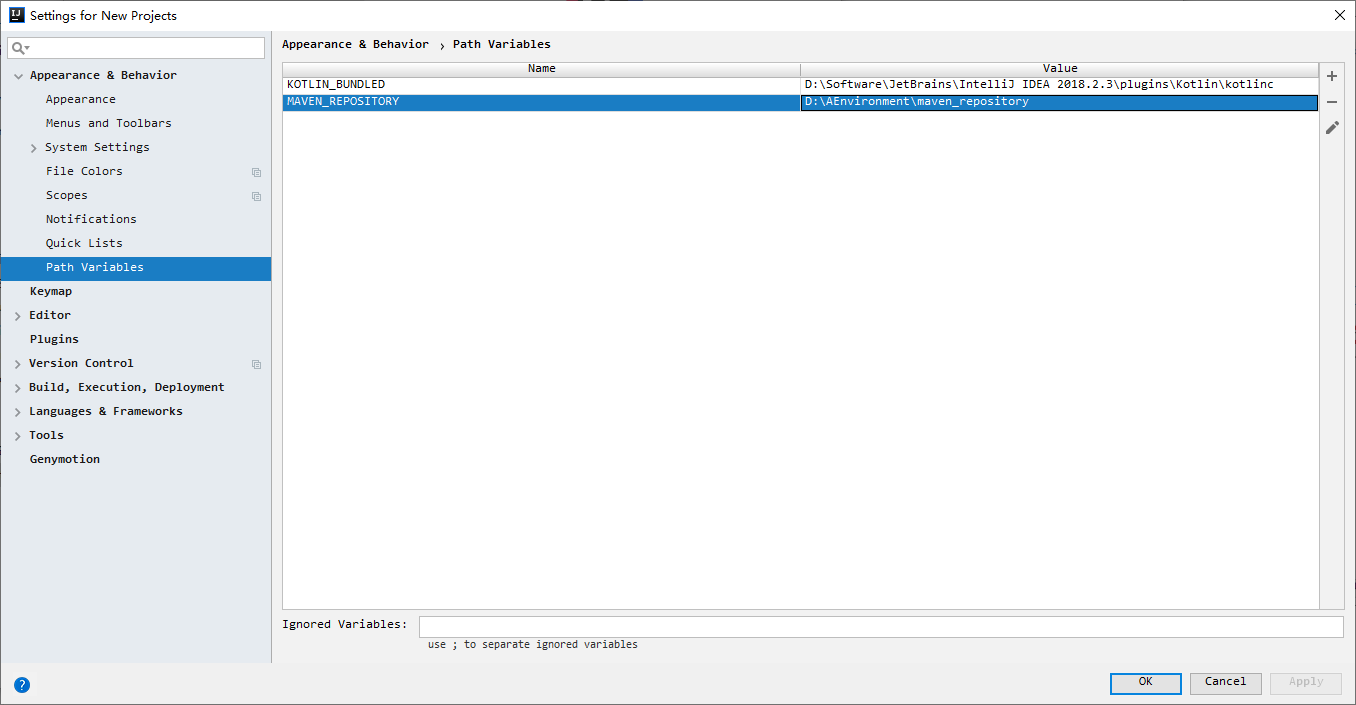 Settings for New Projects
Appearance & Behavior
Appearance
Menus and Toolbars
System Settings
File Colors
Scopes
Notifications
Quick Lists
Path Variables
Keymap
Editor
Plugins
Version Control
Build, Execution, Deployment
Languages & Frameworks
Tools
Genymotion
Appearance & Behavior › Path Variables
Name Value
KOTLIN_BUNDLED D:\Software\JetBrains\IntelliJ IDEA 2018.2.3\plugins\Kotlin\kotlinc
MAVEN_REPOSITORY D:\AEnvironment\maven_repository
Ignored Variables:
use ; to separate ignored variables
?
OK Cancel Apply